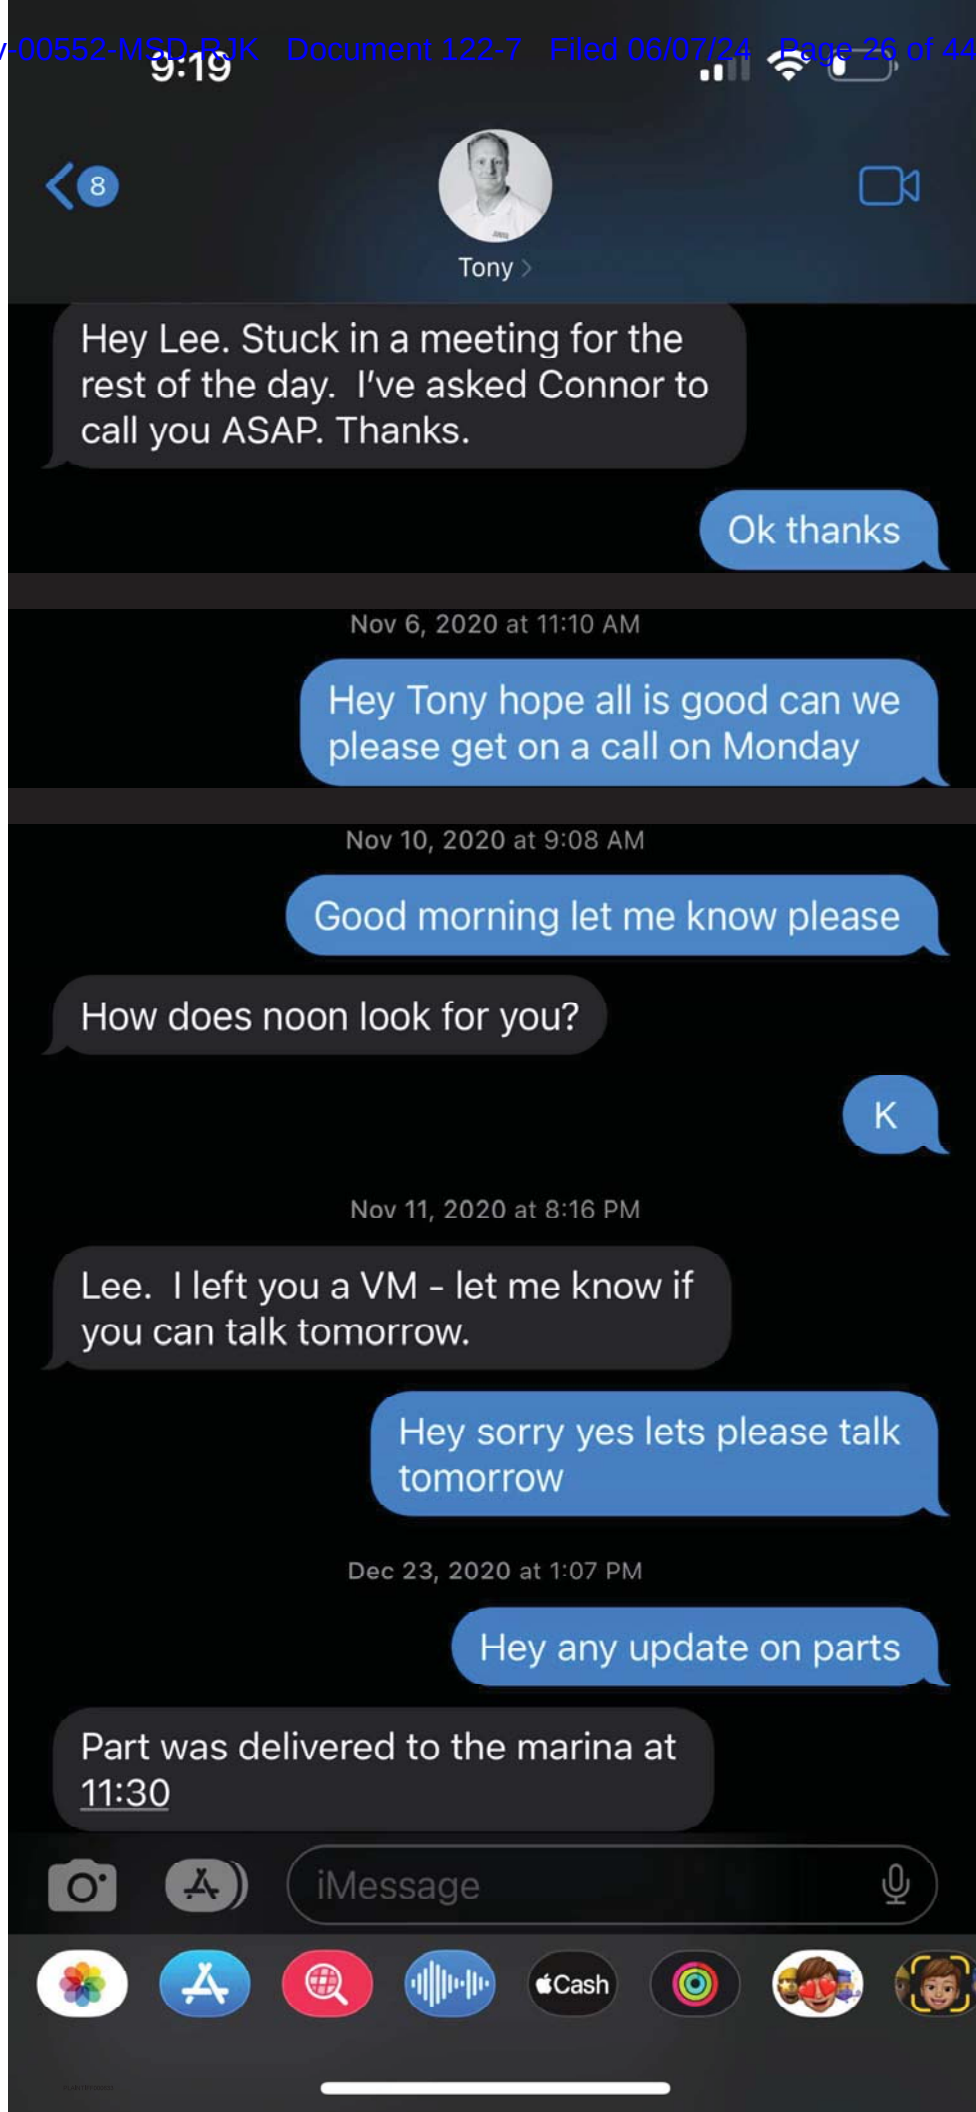 v-00552-MSD-RJK Document 122-7 Filed 06/07/24 Page 26 of 44
9:19
8
Tony
Hey Lee. Stuck in a meeting for the
rest of the day.  I've asked Connor to
call you ASAP. Thanks.
Ok thanks
Nov 6, 2020 at 11:10 AM
Hey Tony hope all is good can we
please get on a call on Monday
Nov 10, 2020 at 9:08 AM
Good morning let me know please
How does noon look for you?
K
Nov 11, 2020 at 8:16 PM
Lee.  I left you a VM - let me know if
you can talk tomorrow.
Hey sorry yes lets please talk
tomorrow
Dec 23, 2020 at 1:07 PM
Hey any update on parts
Part was delivered to the marina at
11:30
iMessage
Cash